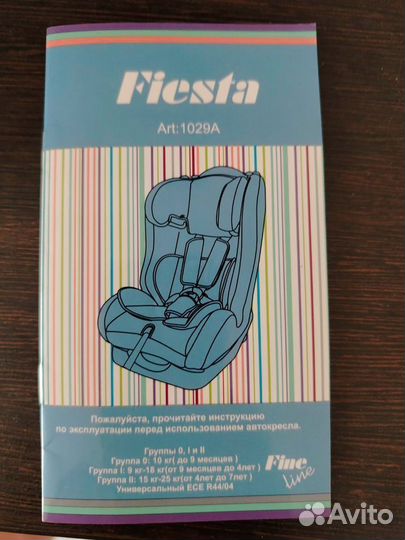 Fiesta
Art:1029A
Пожалуйста, прочитайте инструкцию
по эксплуатации перед использованием автокресла.
Группы 0, I и II
Группа 0: 10 кг( до 9 месяцев )
Группа I: 9 кг-18 кг(от 9 месяцев до 4лет )
Группа II: 15 кг-25 кг(от 4лет до 7лет )
Универсальный ECE R44/04
Fine
line
Avito